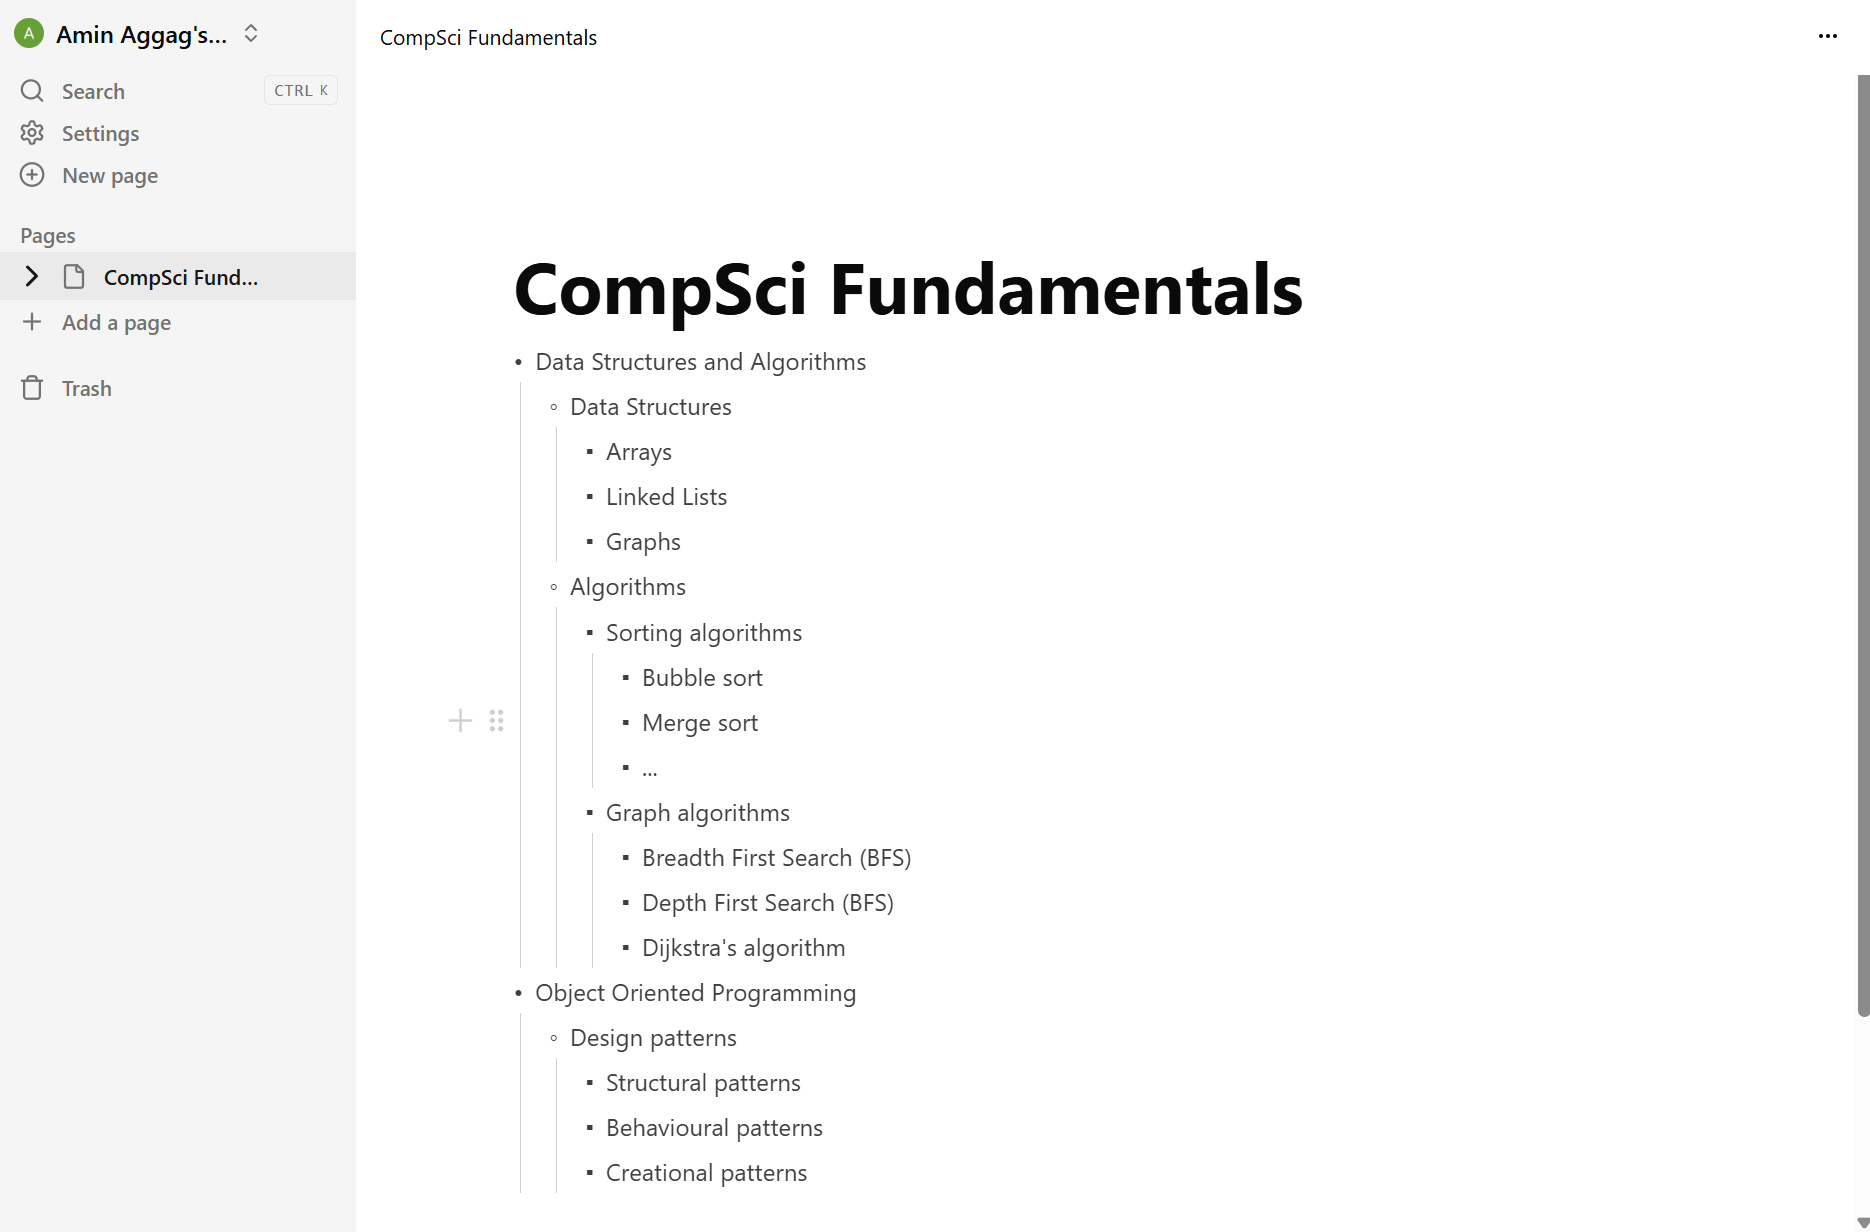 A
Amin Aggag's...
Search
CTRL K
Settings
New page
Pages
CompSci Fund...
Add a page
Trash
CompSci Fundamentals
CompSci Fundamentals
• Data Structures and Algorithms
◦ Data Structures
▪ Arrays
▪ Linked Lists
▪ Graphs
◦ Algorithms
▪ Sorting algorithms
▪ Bubble sort
▪ Merge sort
▪ ...
▪ Graph algorithms
▪ Breadth First Search (BFS)
▪ Depth First Search (BFS)
▪ Dijkstra's algorithm
• Object Oriented Programming
◦ Design patterns
▪ Structural patterns
▪ Behavioural patterns
▪ Creational patterns